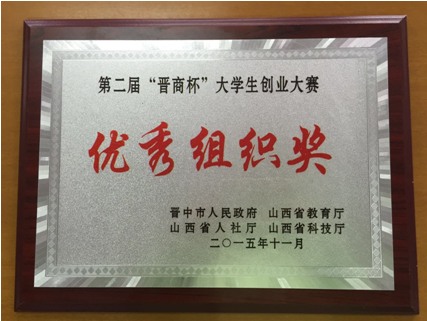 第二届“晋商杯”大学生创业大赛
优秀组织奖
晋中市人民政府 山西省教育厅
山西省人社厅 山西省科技厅
二〇一五年十一月